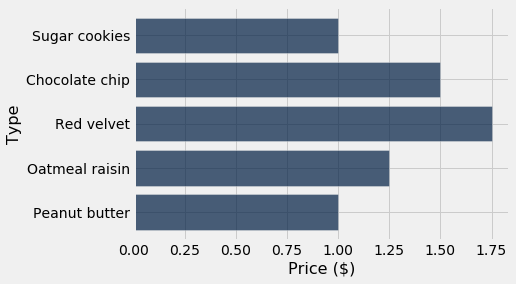 Sugar cookies
Chocolate chip
Red velvet
Oatmeal raisin
Peanut butter
Type
0.00 0.25 0.50 0.75 1.00 1.25 1.50 1.75
Price ($)